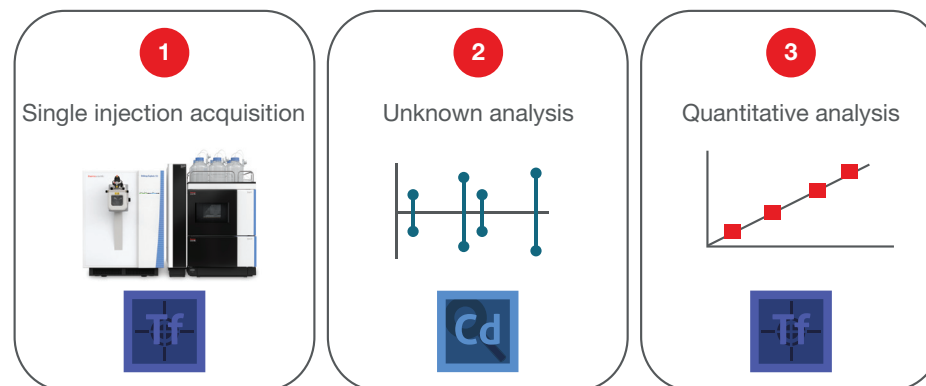 1
Single injection acquisition
Tf
2
Unknown analysis
Cd
3
Quantitative analysis
Tf